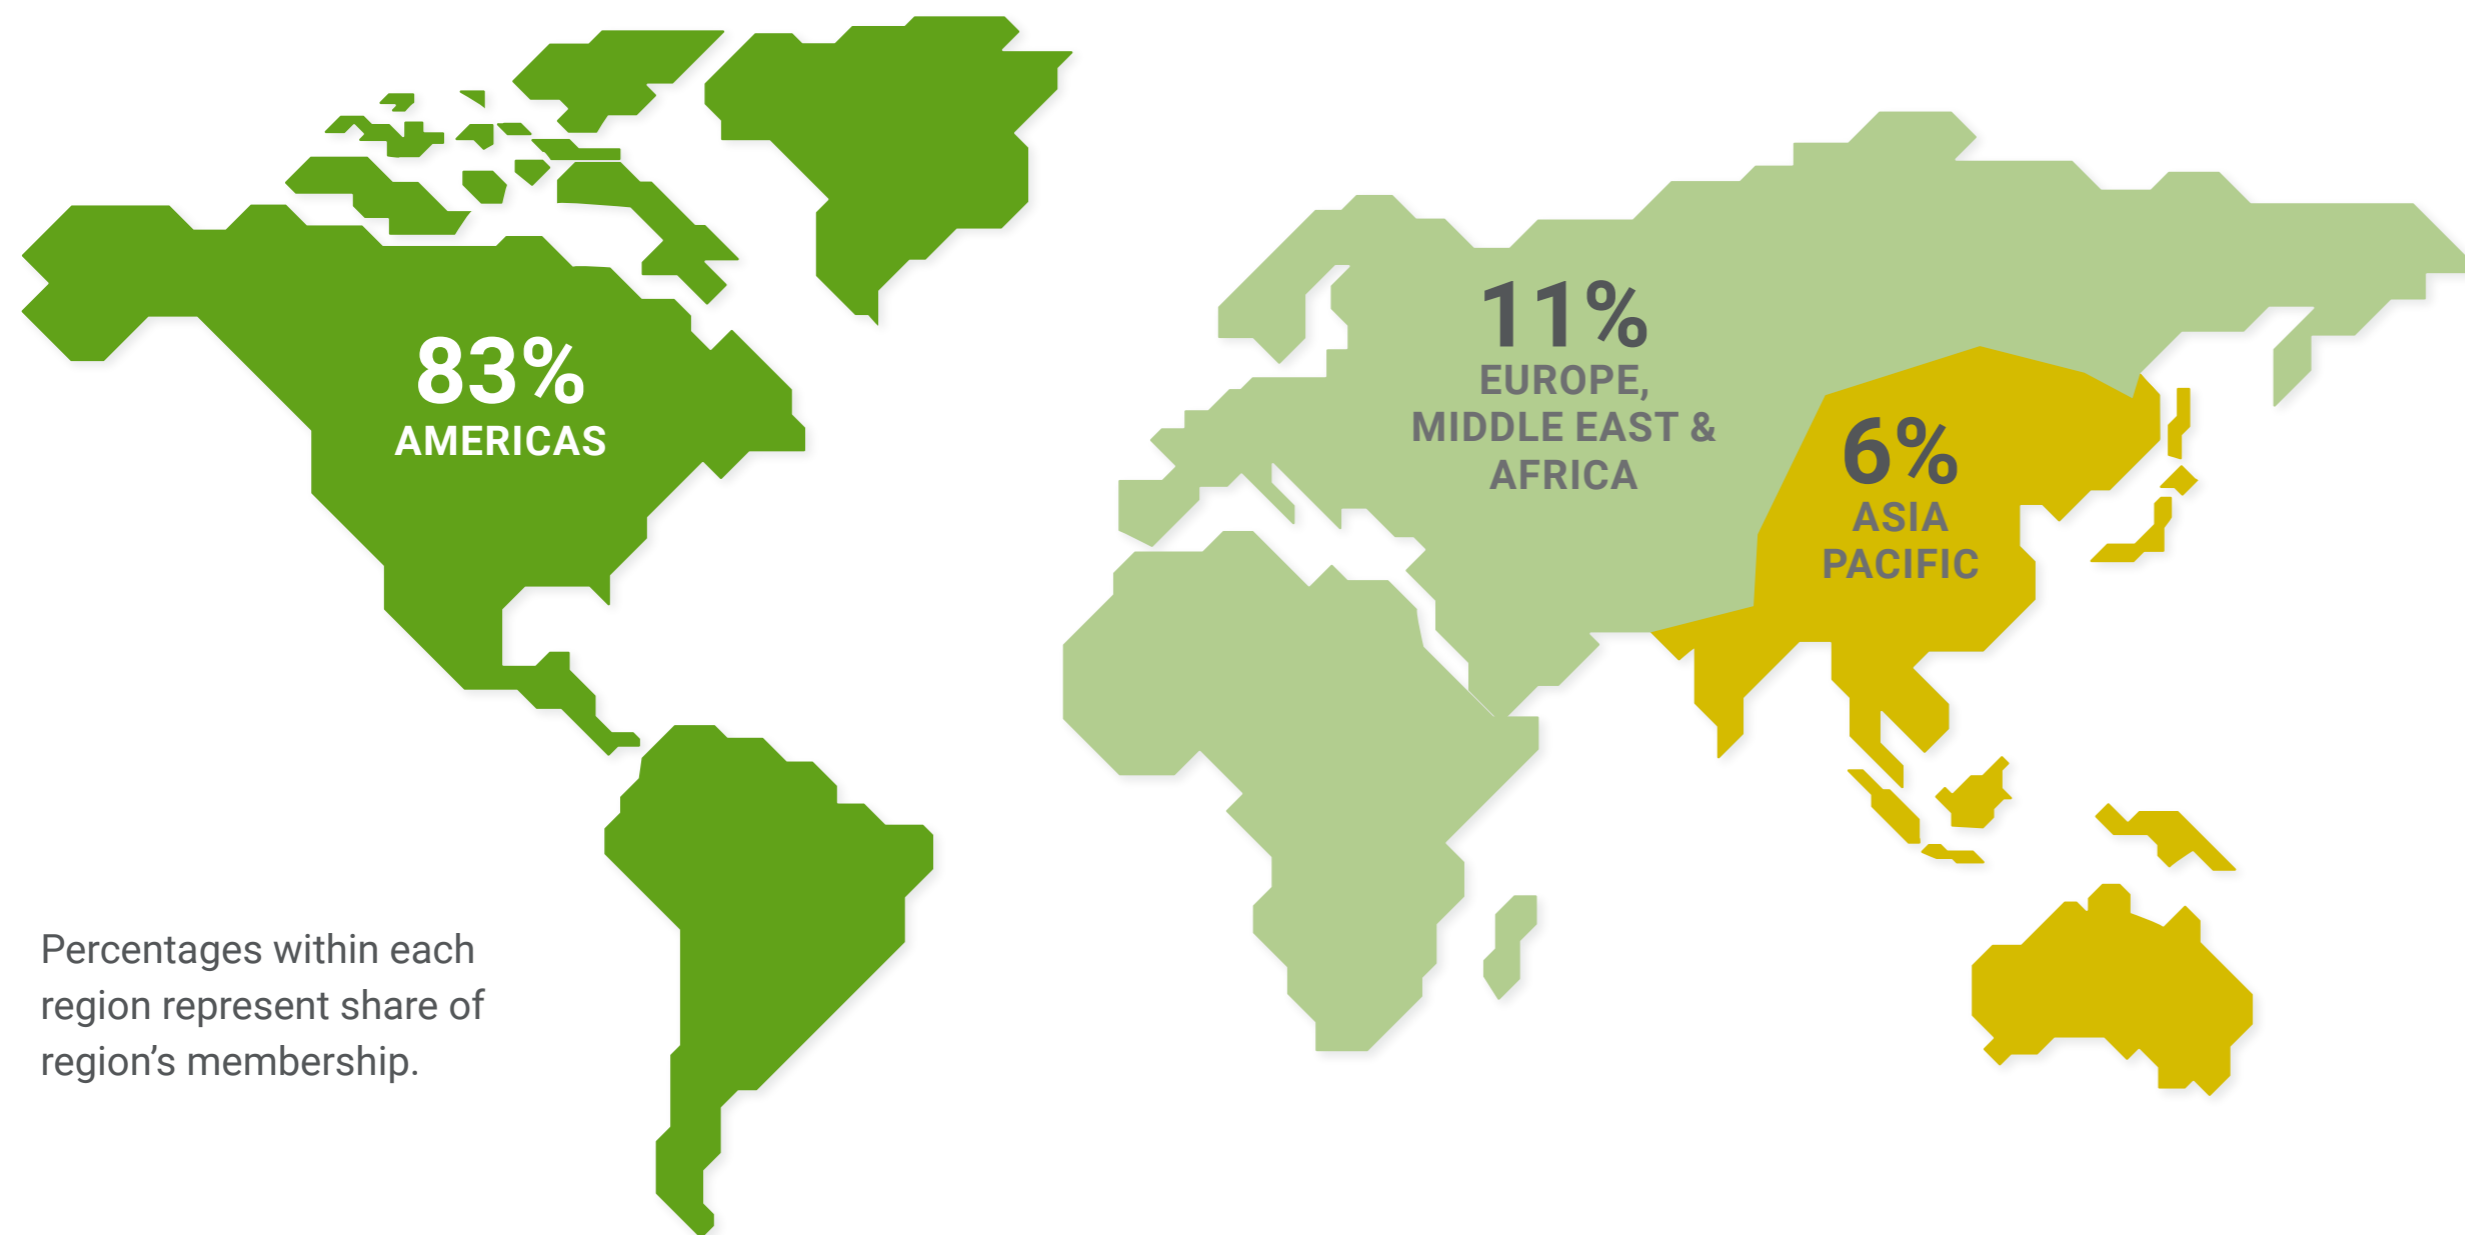 83%
AMERICAS
11%
EUROPE,
MIDDLE EAST &
AFRICA
6%
ASIA
PACIFIC
Percentages within each
region represent share of
region’s membership.